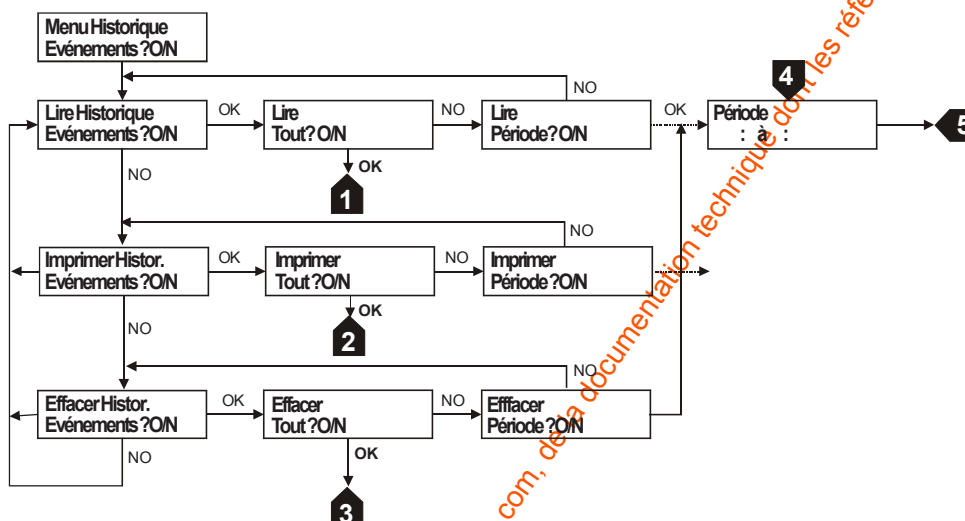 Menu Historique
Evénements ?O/N
NO
Lire Historique
Evénements ?O/N
OK
Lire
Tout? O/N
NO
Lire
Période? O/N
OK
4
Période
: à :
5
OK
1
NO
NO
Imprimer Histor.
Evénements ?O/N
OK
Imprimer
Tout ?O/N
NO
Imprimer
Période ?O/N
OK
2
NO
NO
Effacer Histor.
Evénements ?O/N
OK
Effacer
Tout ?O/N
NO
Efffacer
Période ?O/N
OK
3
NO
com, de la documentation technique dont les